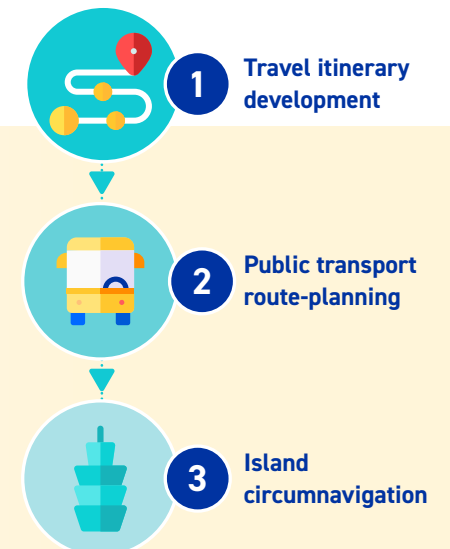 1
Travel itinerary
development
2
Public transport
route-planning
3
Island
circumnavigation